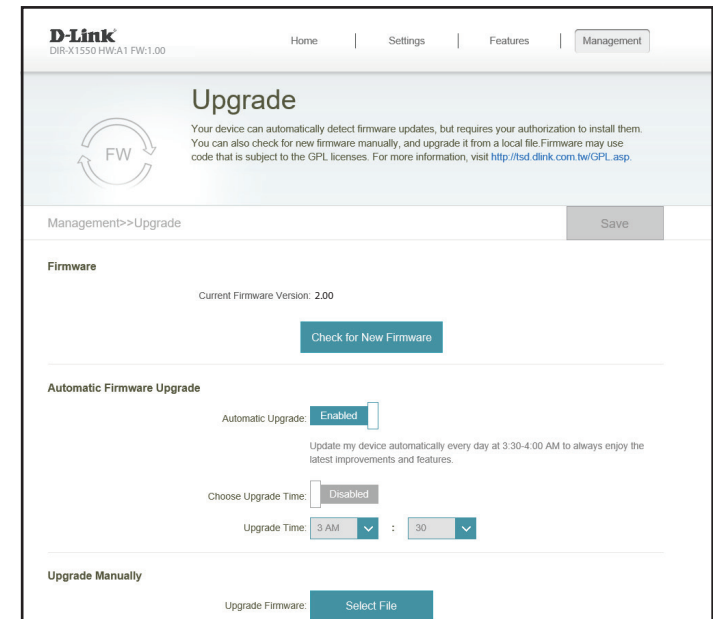 D-Link
DIR-X1550 HW:A1 FW:1.00
Home | Settings | Features | Management
Upgrade
Your device can automatically detect firmware updates, but requires your authorization to install them.
You can also check for new firmware manually, and upgrade it from a local file.Firmware may use
code that is subject to the GPL licenses. For more information, visit http://tsd.dlink.com.tw/GPL.asp.
FW
Management>>Upgrade Save
Firmware
Current Firmware Version: 2.00
Check for New Firmware
Automatic Firmware Upgrade
Automatic Upgrade: Enabled
Update my device automatically every day at 3:30-4:00 AM to always enjoy the
latest improvements and features.
Choose Upgrade Time: Disabled
Upgrade Time: 3 AM : 30
Upgrade Manually
Upgrade Firmware: Select File